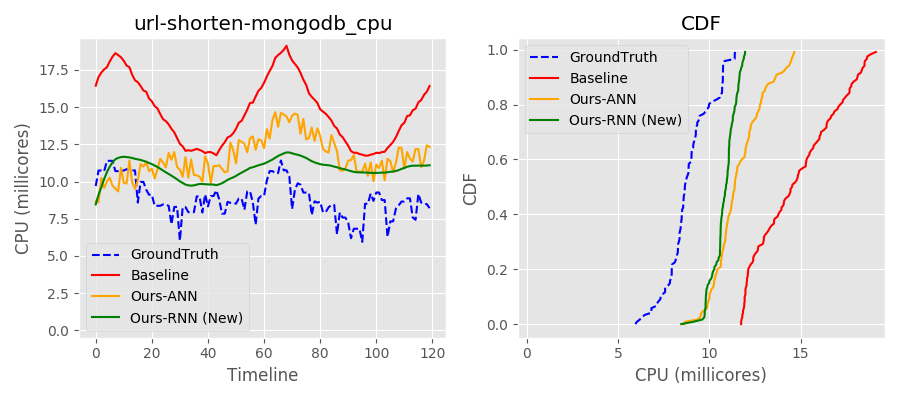 url-shorten-mongodb_cpu
CPU (millicores)
17.5
15.0
12.5
10.0
7.5
5.0
2.5
0.0
GroundTruth
Baseline
Ours-ANN
Ours-RNN (New)
0 20 40 60 80 100 120
Timeline
CDF
CDF
1.0
0.8
0.6
0.4
0.2
0.0
GroundTruth
Baseline
Ours-ANN
Ours-RNN (New)
0 5 10 15
CPU (millicores)